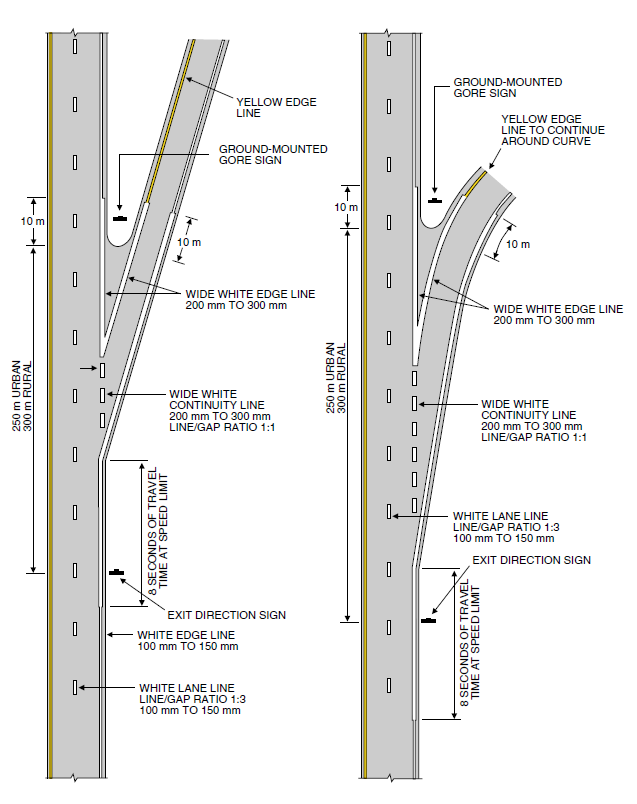 YELLOW EDGE
LINE
GROUND-MOUNTED
GORE SIGN
10 m
10 m
WIDE WHITE EDGE LINE
200 mm TO 300 mm
250 m URBAN
300 m RURAL
WIDE WHITE
CONTINUITY LINE
200 mm TO 300 mm
LINE/GAP RATIO 1:1
8 SECONDS OF TRAVEL
TIME AT SPEED LIMIT
EXIT DIRECTION SIGN
WHITE EDGE LINE
100 mm TO 150 mm
WHITE LANE LINE
LINE/GAP RATIO 1:3
100 mm TO 150 mm
GROUND-MOUNTED
GORE SIGN
YELLOW EDGE
LINE TO CONTINUE
AROUND CURVE
10 m
10 m
WIDE WHITE EDGE LINE
200 mm TO 300 mm
250 m URBAN
300 m RURAL
WIDE WHITE
CONTINUITY LINE
200 mm TO 300 mm
LINE/GAP RATIO 1:1
WHITE LANE LINE
LINE/GAP RATIO 1:3
100 mm TO 150 mm
EXIT DIRECTION SIGN
8 SECONDS OF TRAVEL
TIME AT SPEED LIMIT